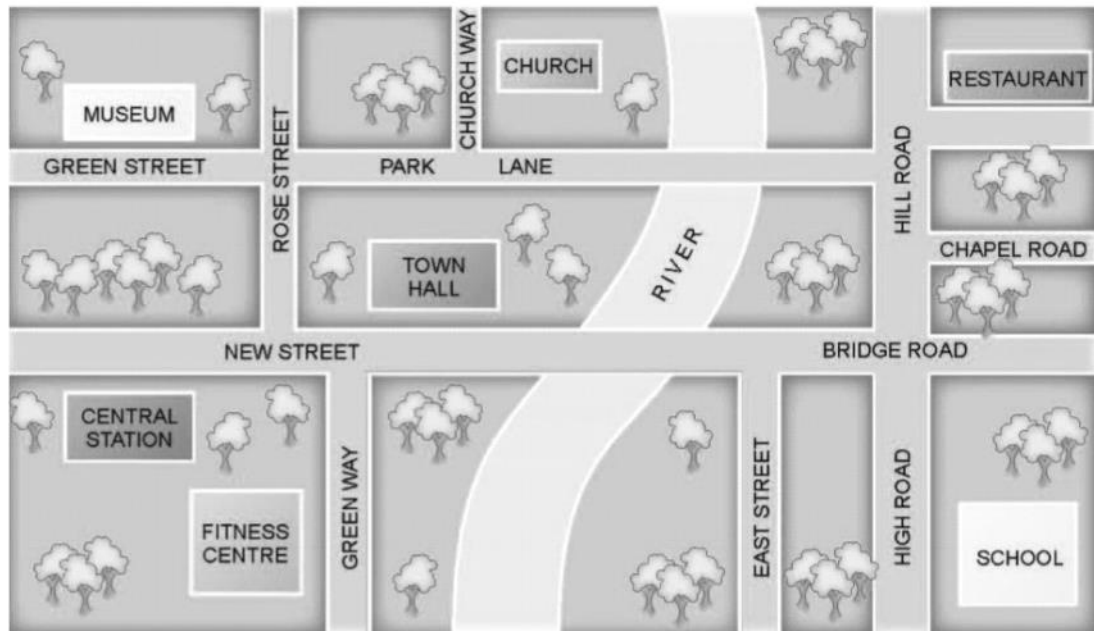 CHURCH WAY
CHURCH
RESTAURANT
MUSEUM
GREEN STREET
ROSE STREET
PARK LANE
HILL ROAD
TOWN
HALL
RIVER
CHAPEL ROAD
NEW STREET
BRIDGE ROAD
CENTRAL
STATION
FITNESS
CENTRE
GREEN WAY
EAST STREET
HIGH ROAD
SCHOOL